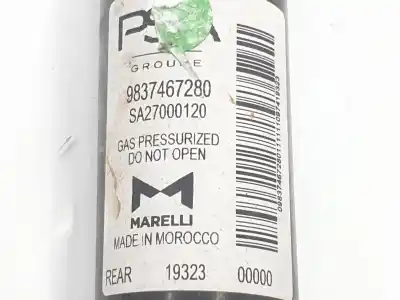 GROUPE
9837467280
SA27000120
GAS PRESSURIZED
DO NOT OPEN
MARELLI
MADE IN MOROCCO
REAR 19323 00000